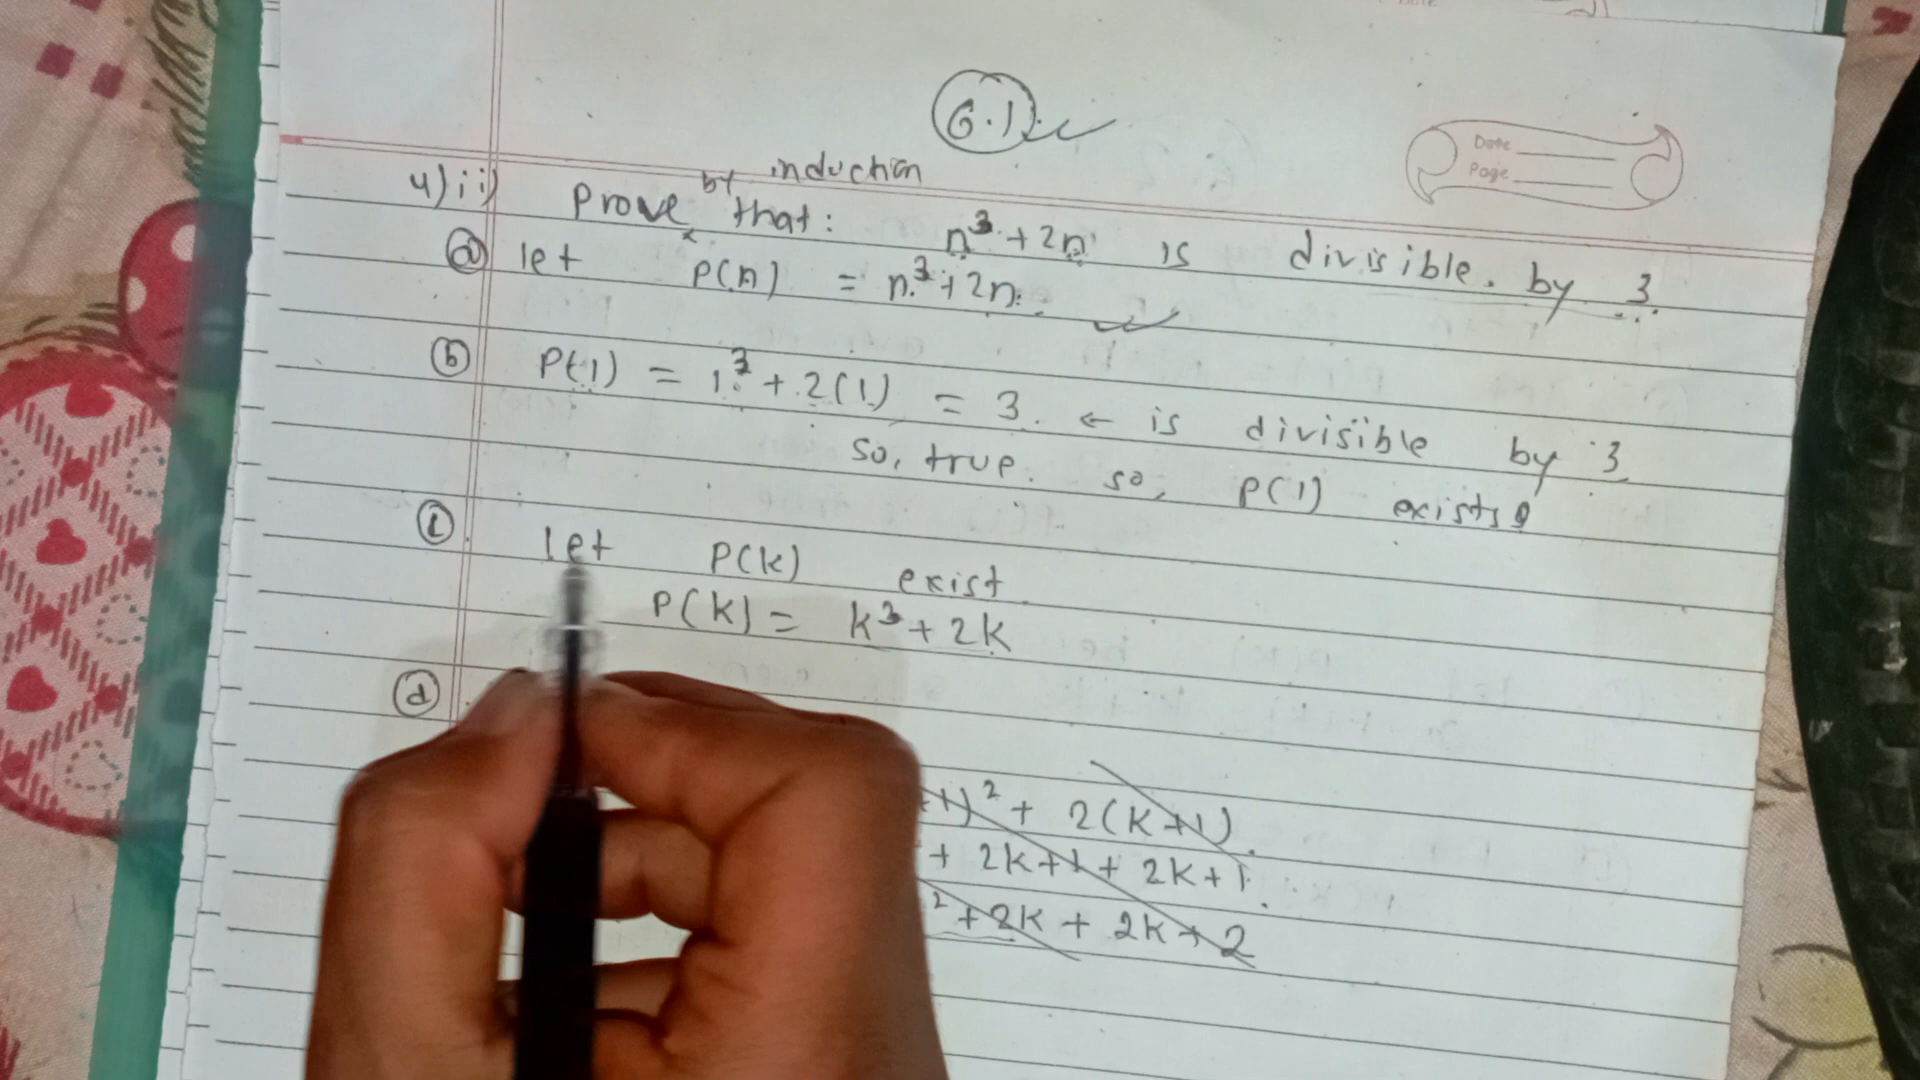 6.1
Date
Page
4) ii) Prove by induction that: n³ + 2n is divisible. by 3
a let P(n) = n³ + 2n.
b P(1) = 1³ + 2(1) = 3. ← is divisible by 3
so, true. so, P(1) exists
let P(k) exist
P(k) = k³ + 2k
d
+1)² + 2(k+1).
+ 2k+1 + 2k+1.
² + 2k + 2k + 2